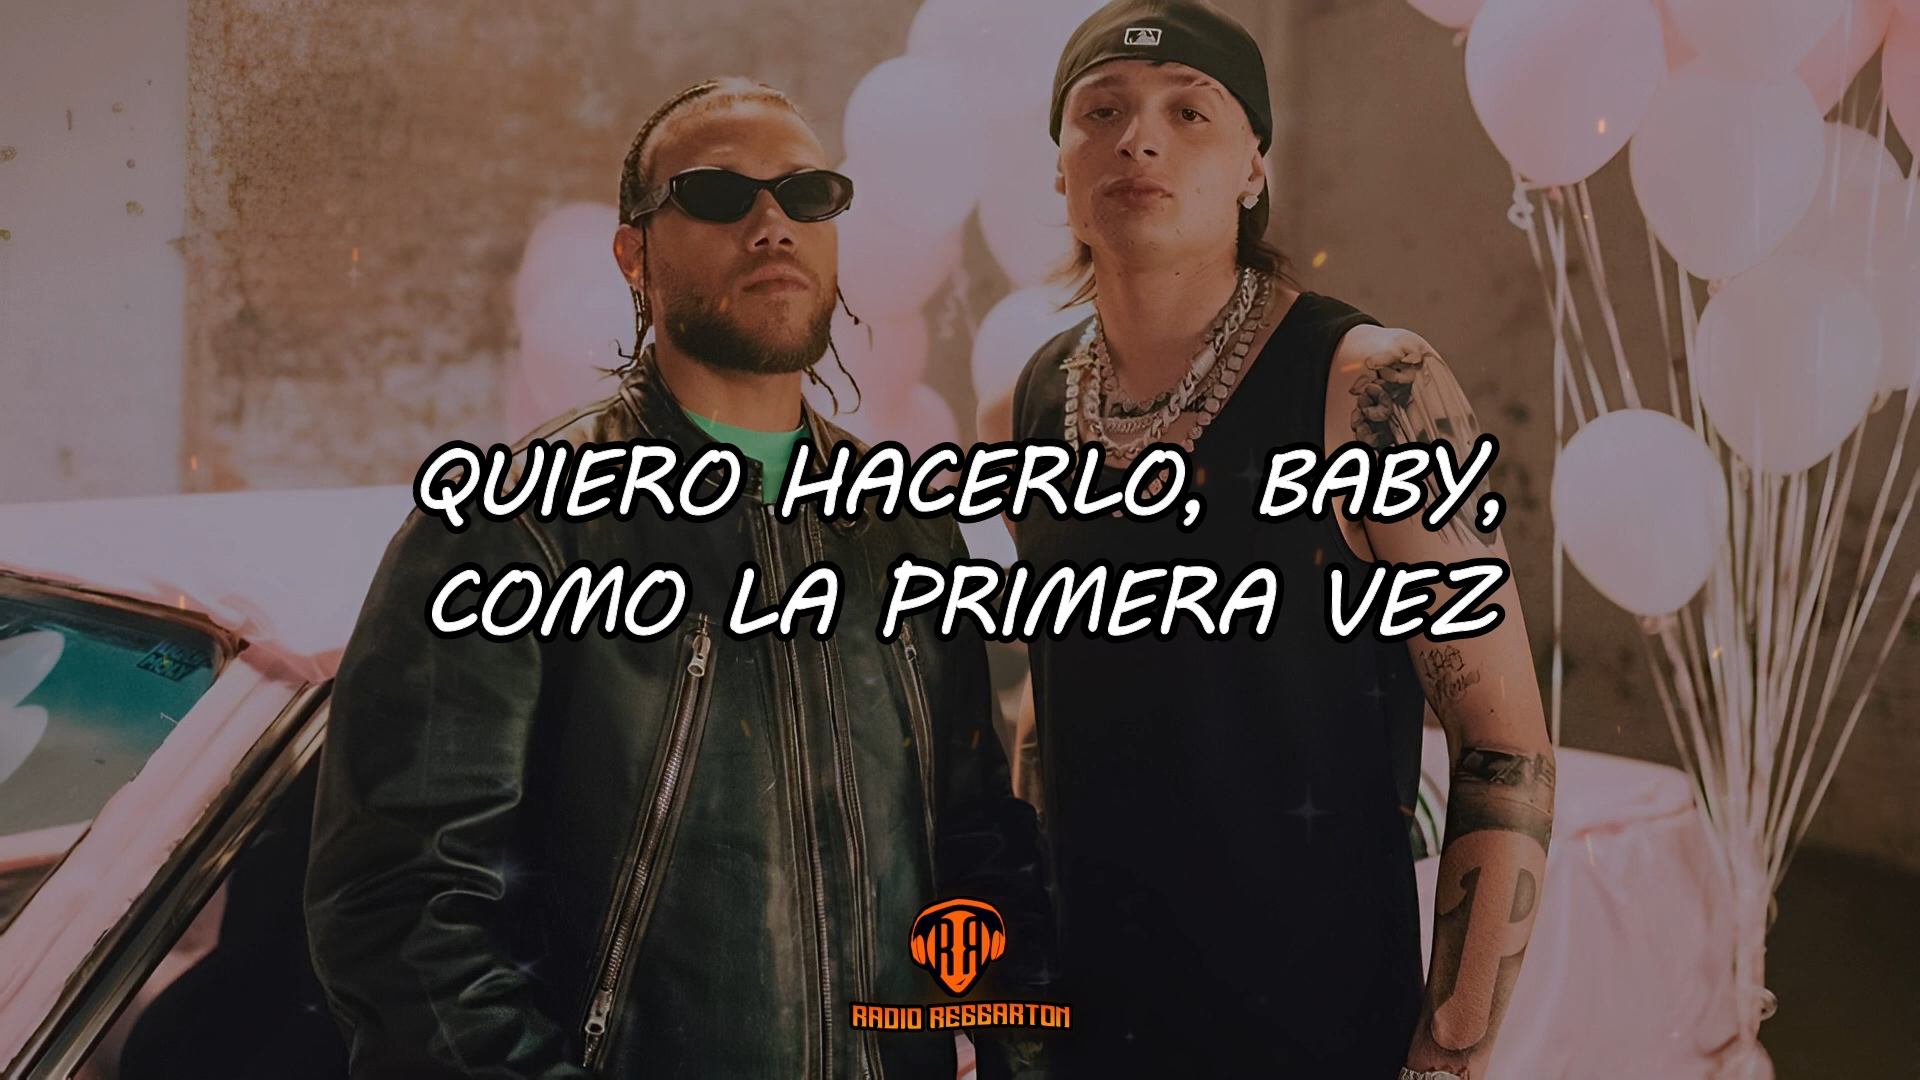 QUIERO HACERLO, BABY,
COMO LA PRIMERA VEZ
RADIO REGGAETON